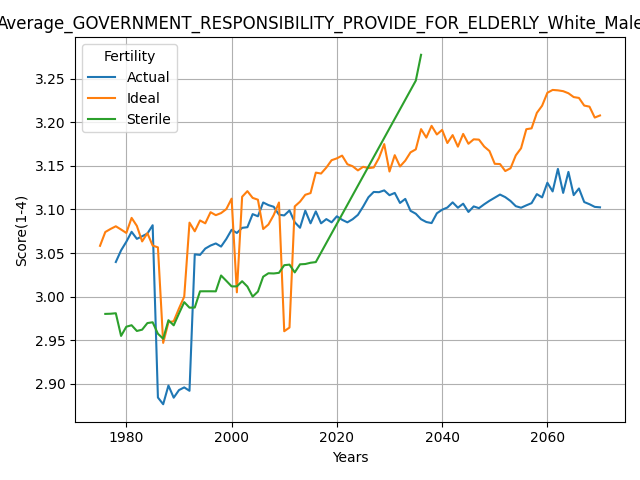 Average_GOVERNMENT_RESPONSIBILITY_PROVIDE_FOR_ELDERLY_White_Male
Fertility
Actual
Ideal
Sterile
Score(1-4)
3.25
3.20
3.15
3.10
3.05
3.00
2.95
2.90
1980 2000 2020 2040 2060
Years